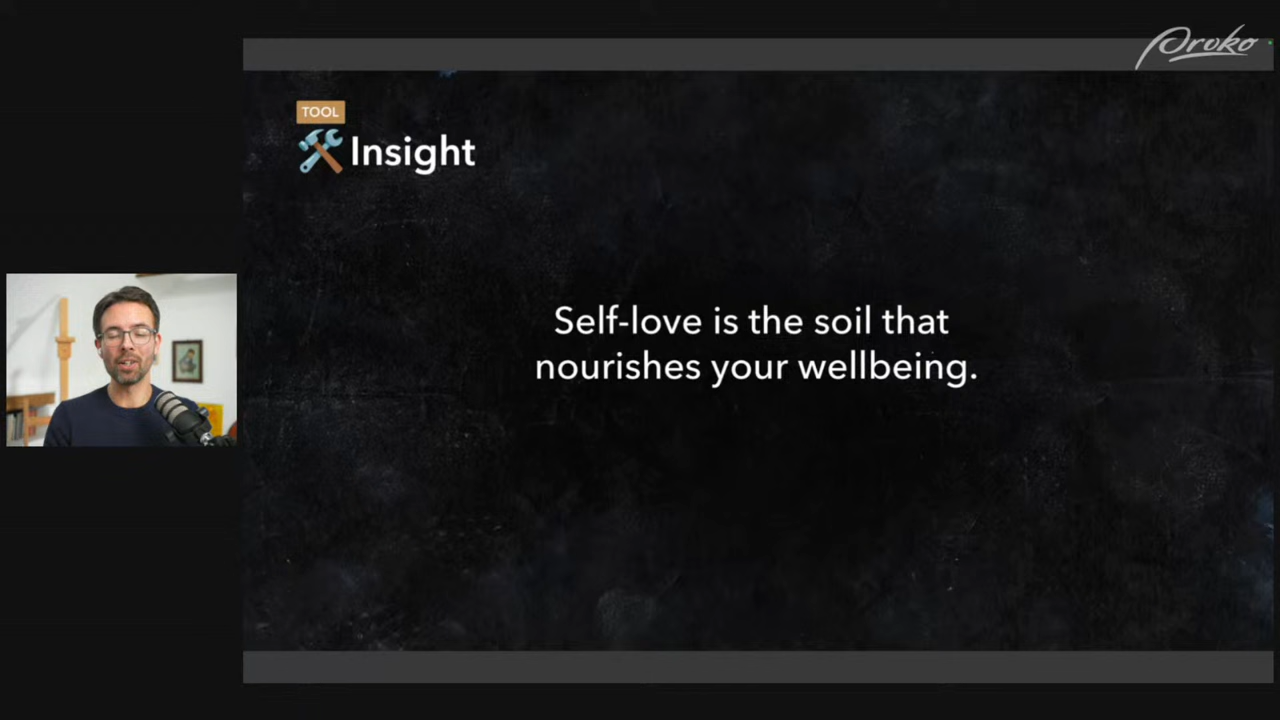 Proko
TOOL
Insight
Self-love is the soil that
nourishes your wellbeing.